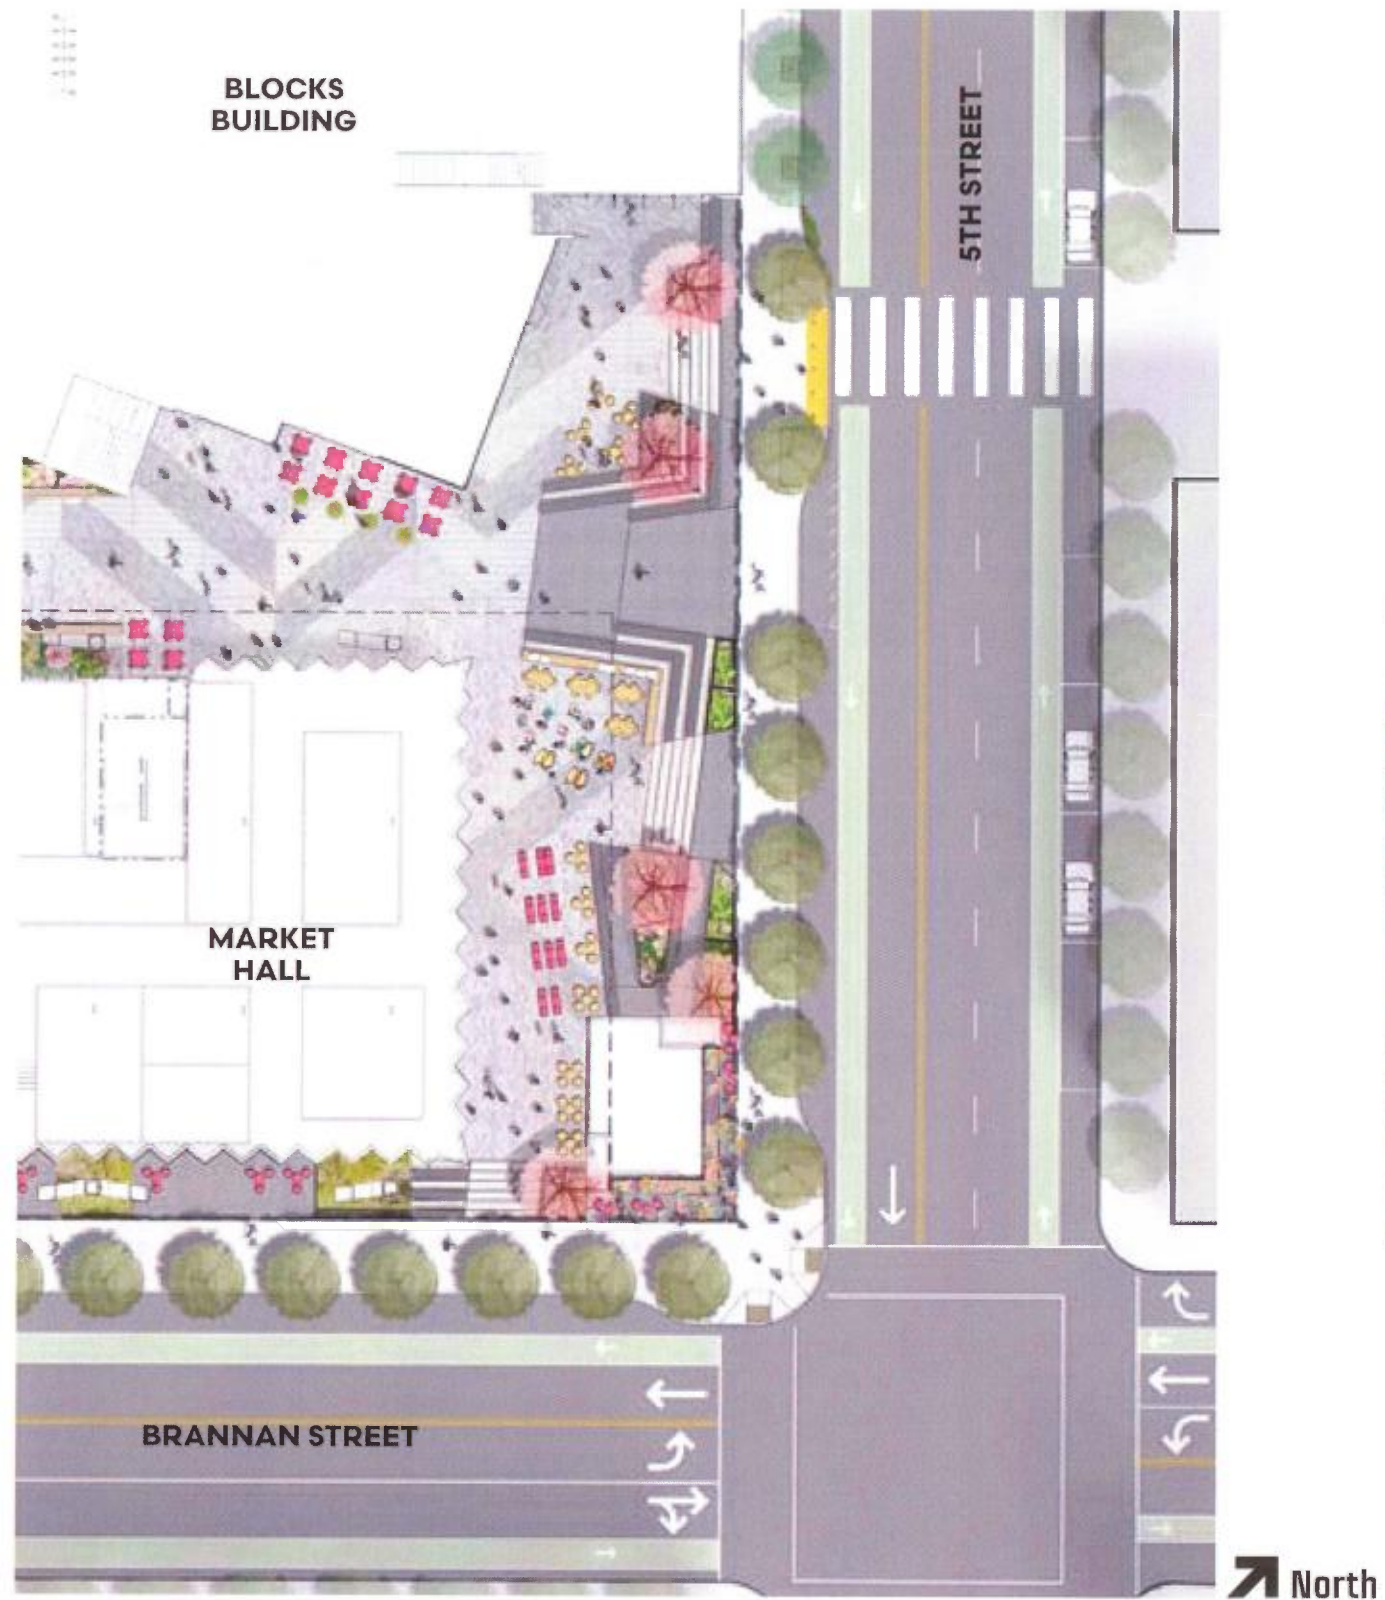 BLOCKS
BUILDING
5TH STREET
MARKET
HALL
BRANNAN STREET
North